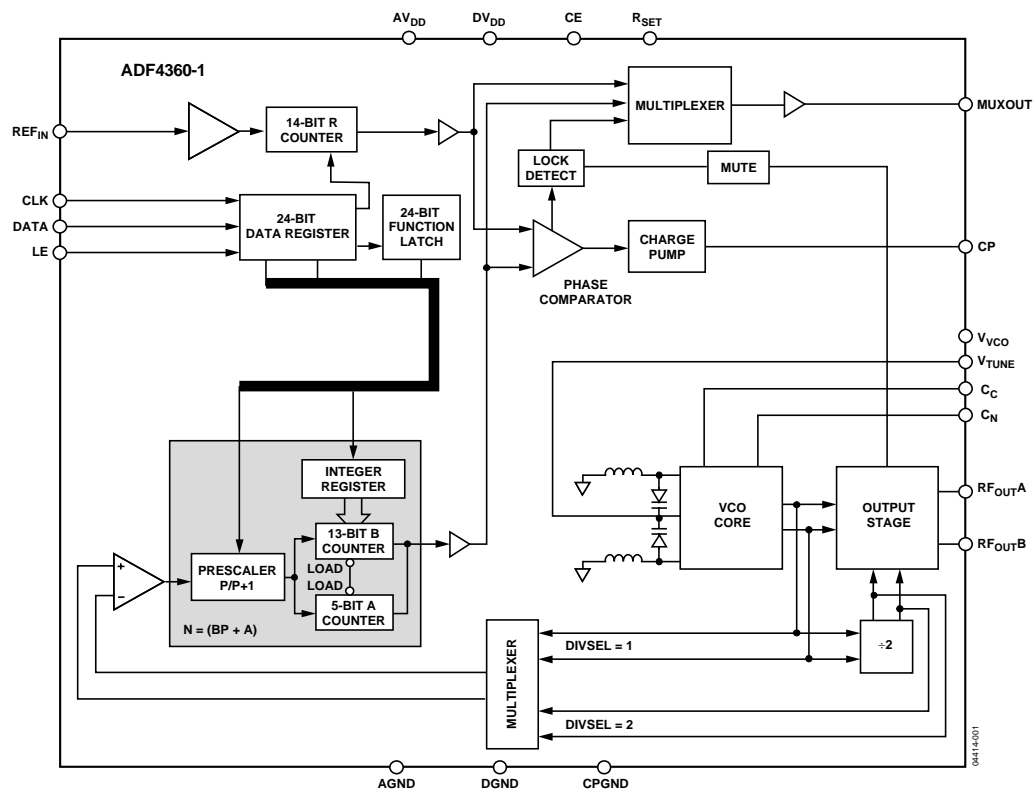 AVDD
DVDD
CE
RSET
ADF4360-1
MUXOUT
MULTIPLEXER
REFIN
14-BIT R
COUNTER
LOCK
DETECT
MUTE
CLK
DATA
LE
24-BIT
DATA REGISTER
24-BIT
FUNCTION
LATCH
CHARGE
PUMP
CP
PHASE
COMPARATOR
VVCO
VTUNE
CC
CN
INTEGER
REGISTER
13-BIT B
COUNTER
LOAD
LOAD
5-BIT A
COUNTER
PRESCALER
P/P+1
+
−
N = (BP + A)
VCO
CORE
OUTPUT
STAGE
RFOUTA
RFOUTB
MULTIPLEXER
DIVSEL = 1
÷2
DIVSEL = 2
04414-001
AGND
DGND
CPGND